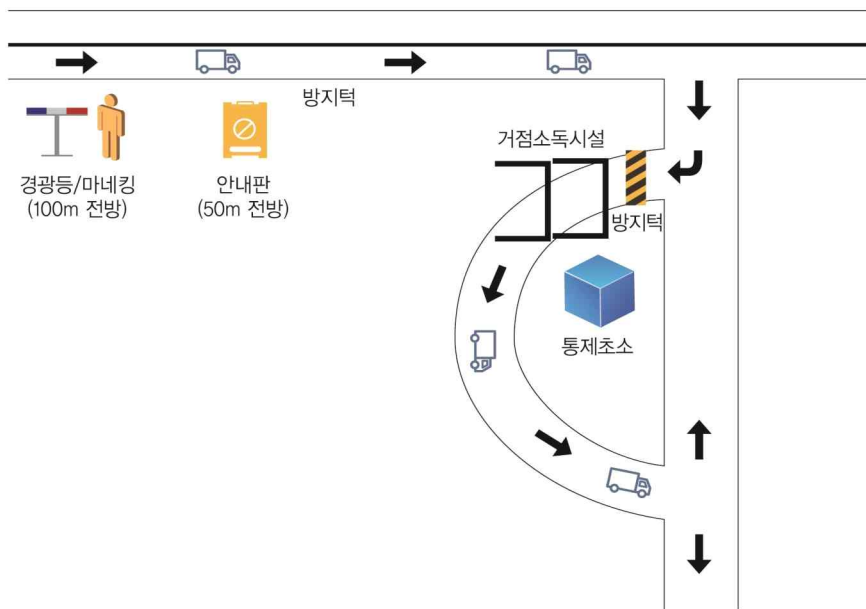 방지턱
경광등/마네킹
(100m 전방)
안내판
(50m 전방)
거점소독시설
방지턱
통제초소